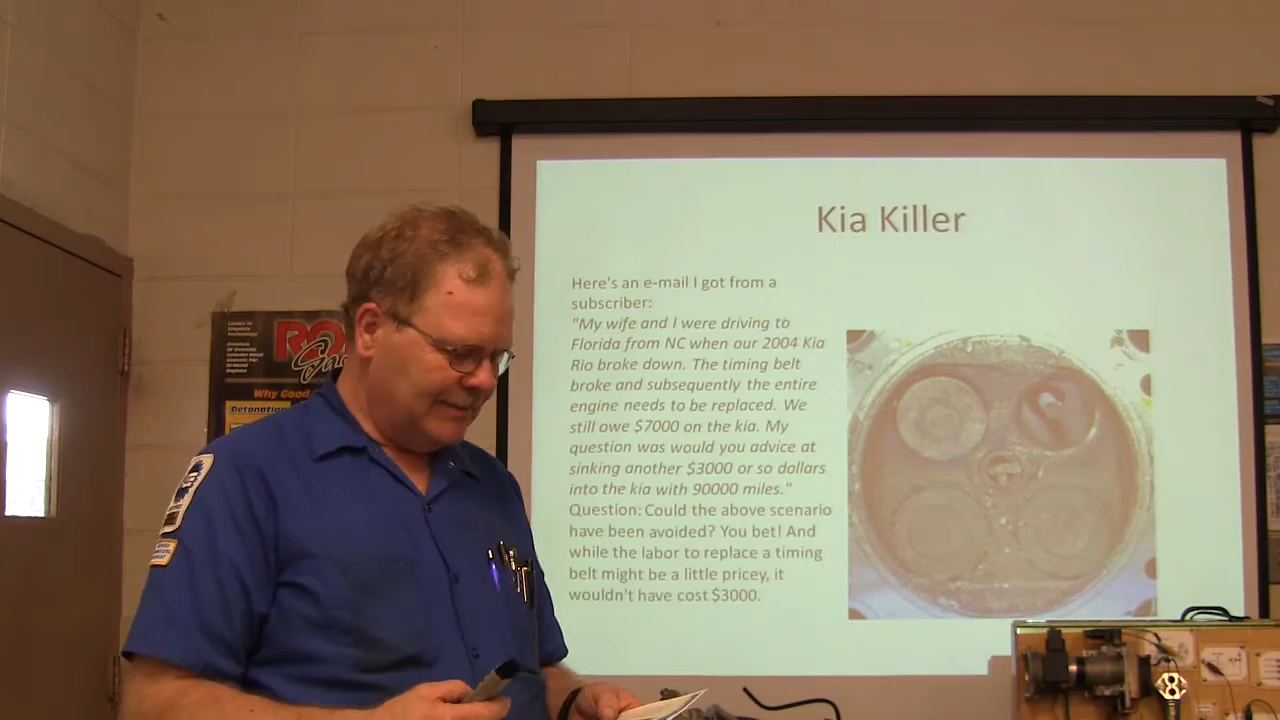 Kia Killer
Here's an e-mail I got from a
subscriber:
"My wife and I were driving to
Florida from NC when our 2004 Kia
Rio broke down. The timing belt
broke and subsequently the entire
engine needs to be replaced. We
still owe $7000 on the kia. My
question was would you advice at
sinking another $3000 or so dollars
into the kia with 90000 miles."
Question: Could the above scenario
have been avoided? You bet! And
while the labor to replace a timing
belt might be a little pricey, it
wouldn't have cost $3000.
Why Good
Detonation